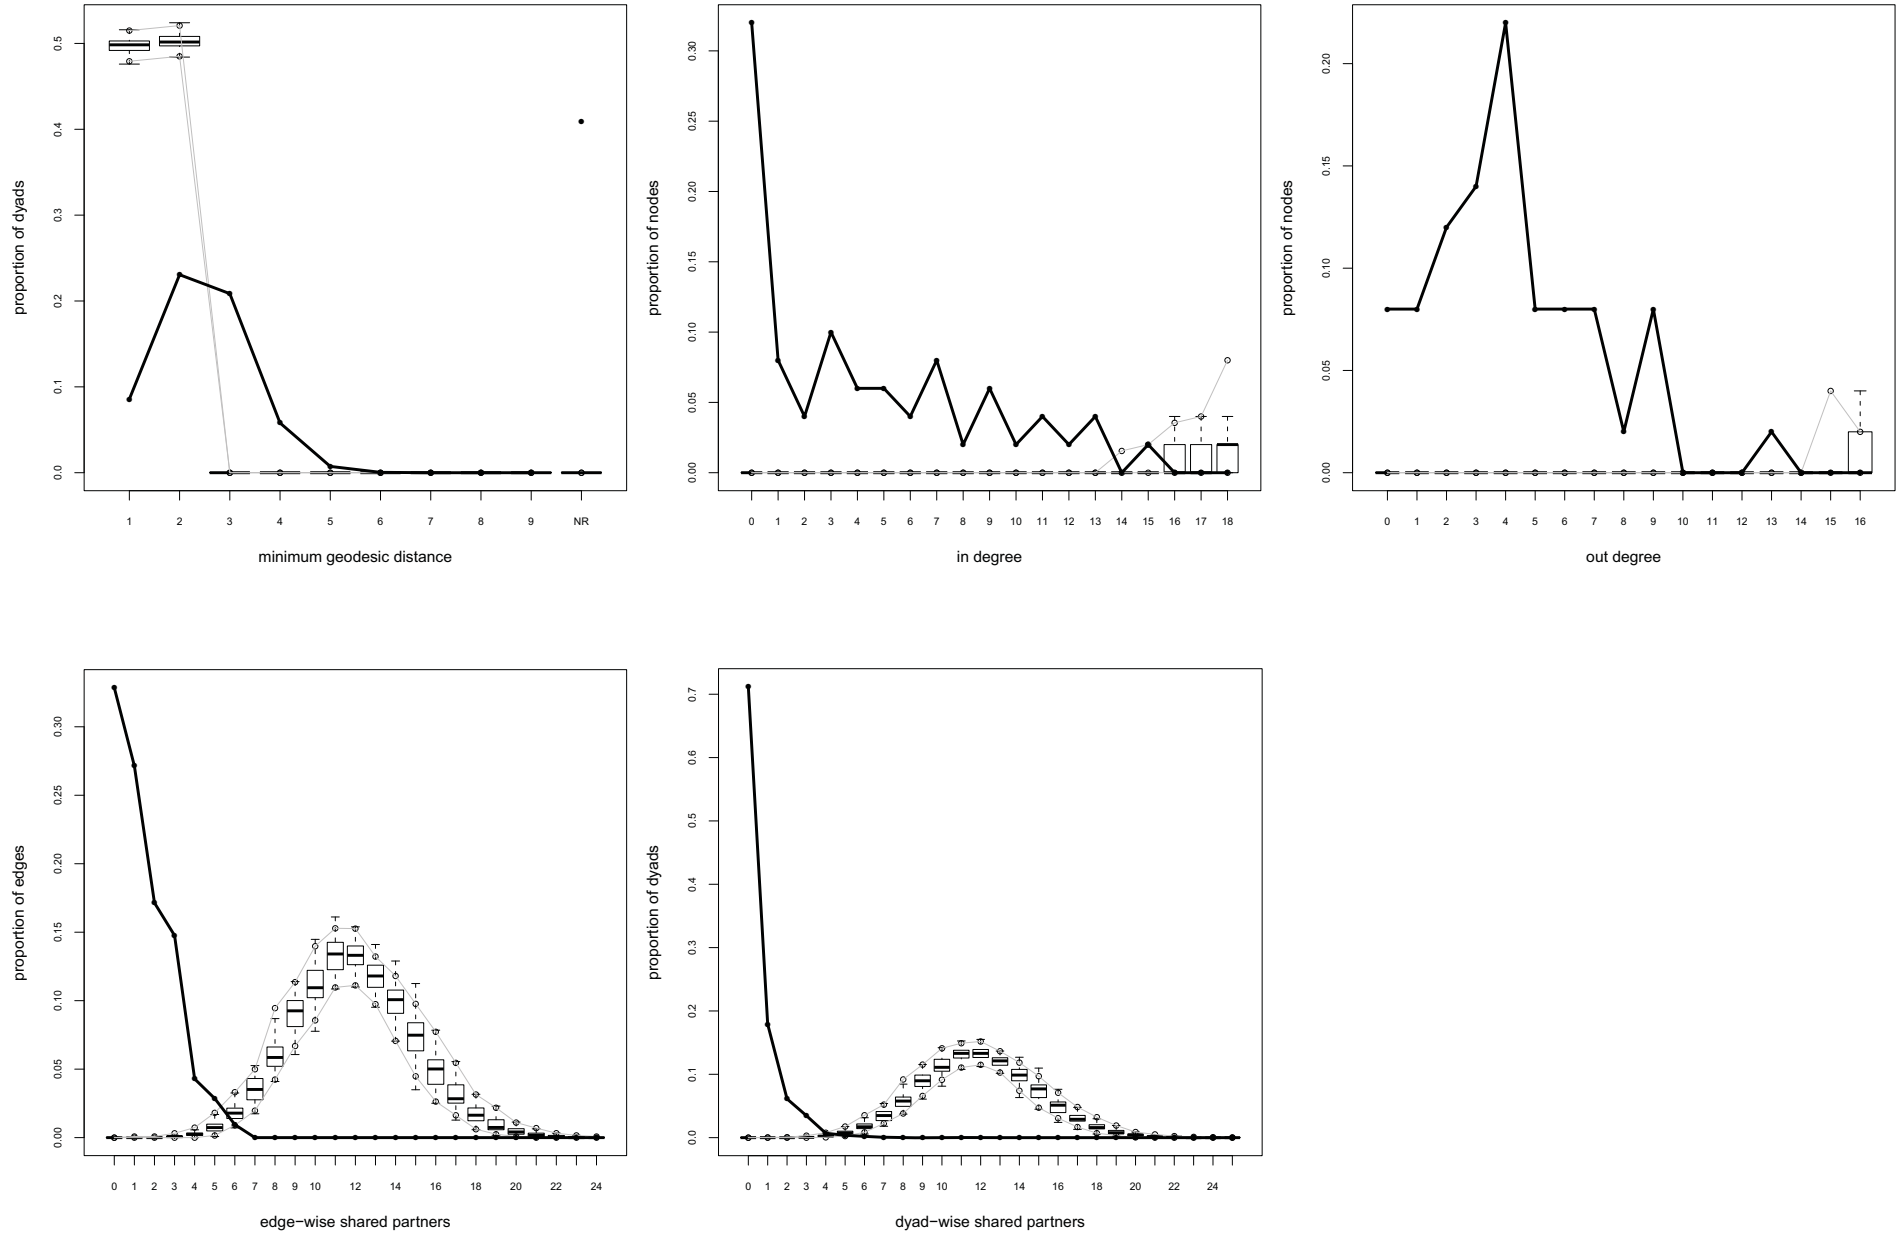 proportion of dyads
0.0 0.1 0.2 0.3 0.4 0.5
1 2 3 4 5 6 7 8 9 NR
minimum geodesic distance
proportion of nodes
0.00 0.05 0.10 0.15 0.20 0.25 0.30
0 1 2 3 4 5 6 7 8 9 10 11 12 13 14 15 16 17 18
in degree
proportion of nodes
0.00 0.05 0.10 0.15 0.20
0 1 2 3 4 5 6 7 8 9 10 11 12 13 14 15 16
out degree
proportion of edges
0.00 0.05 0.10 0.15 0.20 0.25 0.30
0 1 2 3 4 5 6 7 8 9 10 12 14 16 18 20 22 24
edge−wise shared partners
proportion of dyads
0.0 0.1 0.2 0.3 0.4 0.5 0.6 0.7
0 1 2 3 4 5 6 7 8 9 10 12 14 16 18 20 22 24
dyad−wise shared partners